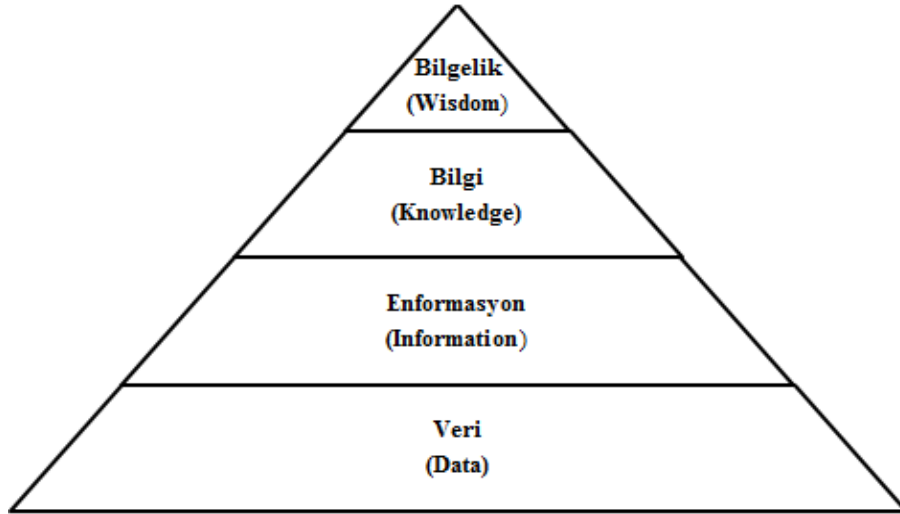 Bilgelik
(Wisdom)
Bilgi
(Knowledge)
Enformasyon
(Information)
Veri
(Data)